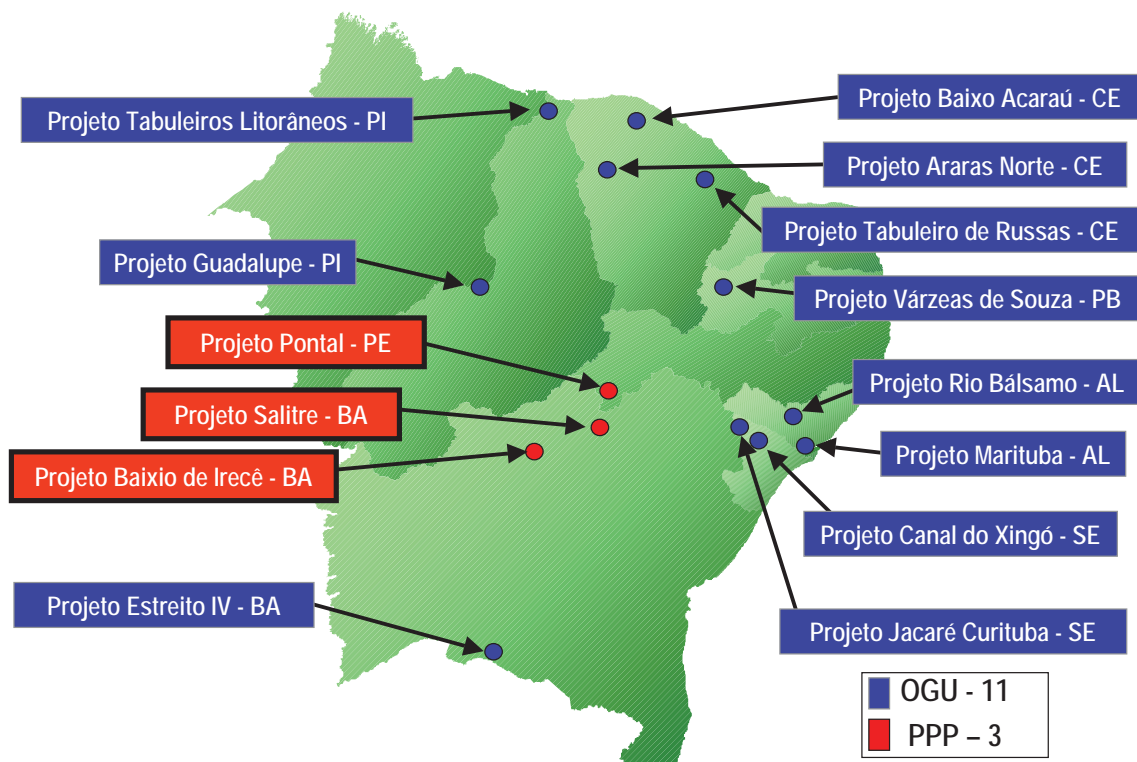 Projeto Tabuleiros Litorâneos - PI
Projeto Baixo Acaraú - CE
Projeto Araras Norte - CE
Projeto Tabuleiro de Russas - CE
Projeto Guadalupe - PI
Projeto Várzeas de Souza - PB
Projeto Pontal - PE
Projeto Rio Bálsamo - AL
Projeto Salitre - BA
Projeto Marituba - AL
Projeto Baixio de Irecê - BA
Projeto Canal do Xingó - SE
Projeto Estreito IV - BA
Projeto Jacaré Curituba - SE
OGU - 11
PPP – 3